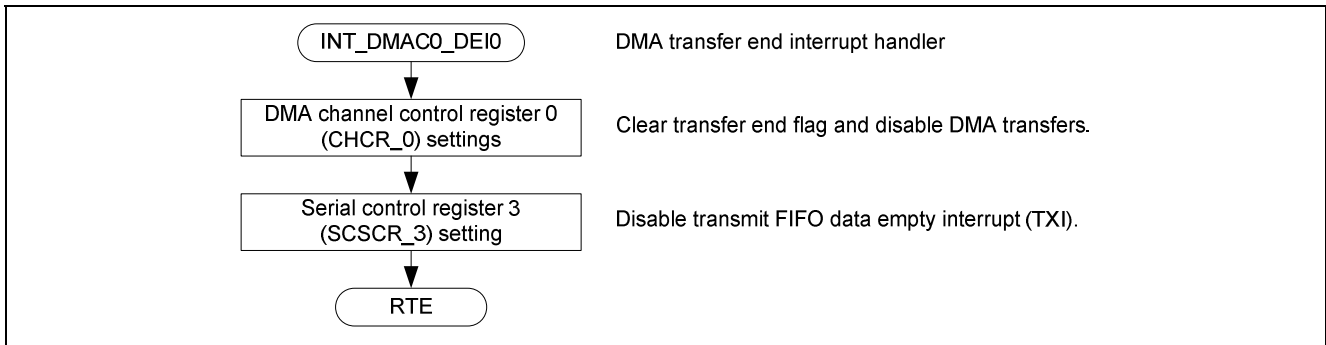 INT_DMAC0_DEI0 DMA transfer end interrupt handler
DMA channel control register 0
(CHCR_0) settings
Clear transfer end flag and disable DMA transfers.
Serial control register 3
(SCSCR_3) setting
Disable transmit FIFO data empty interrupt (TXI).
RTE